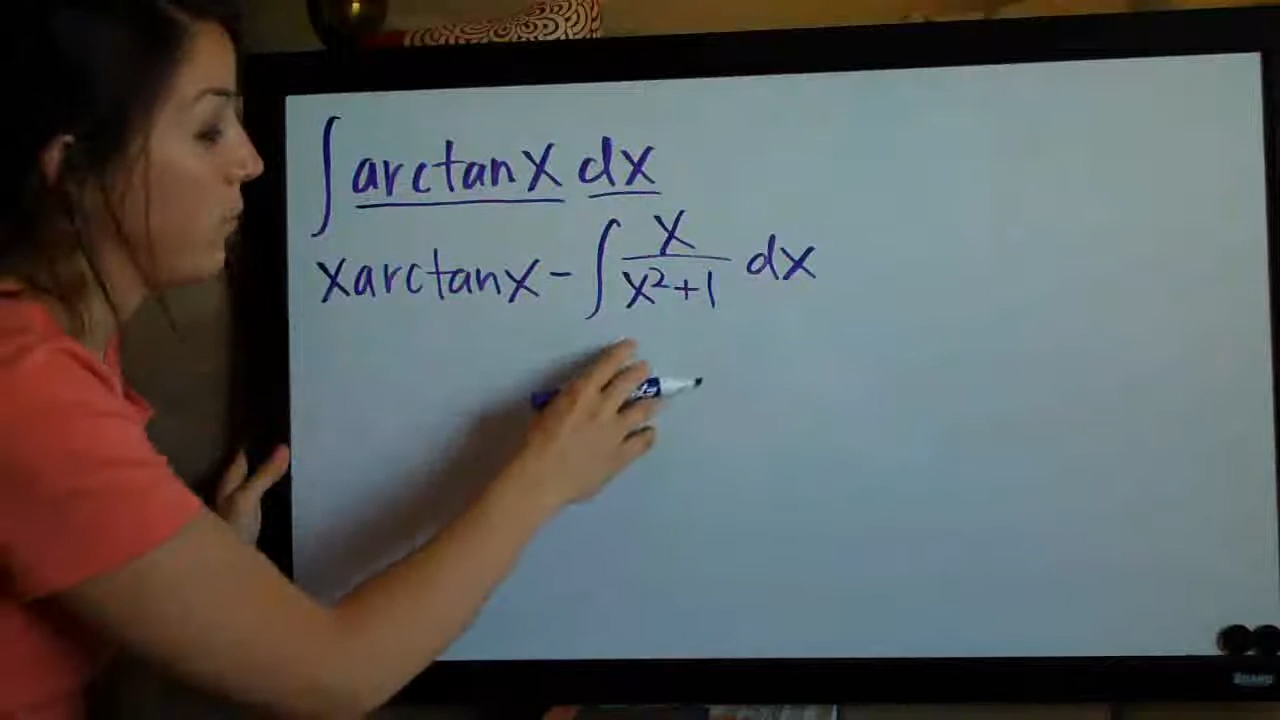 ∫ arctanx dx
xarctanx - ∫ x/(x²+1) dx